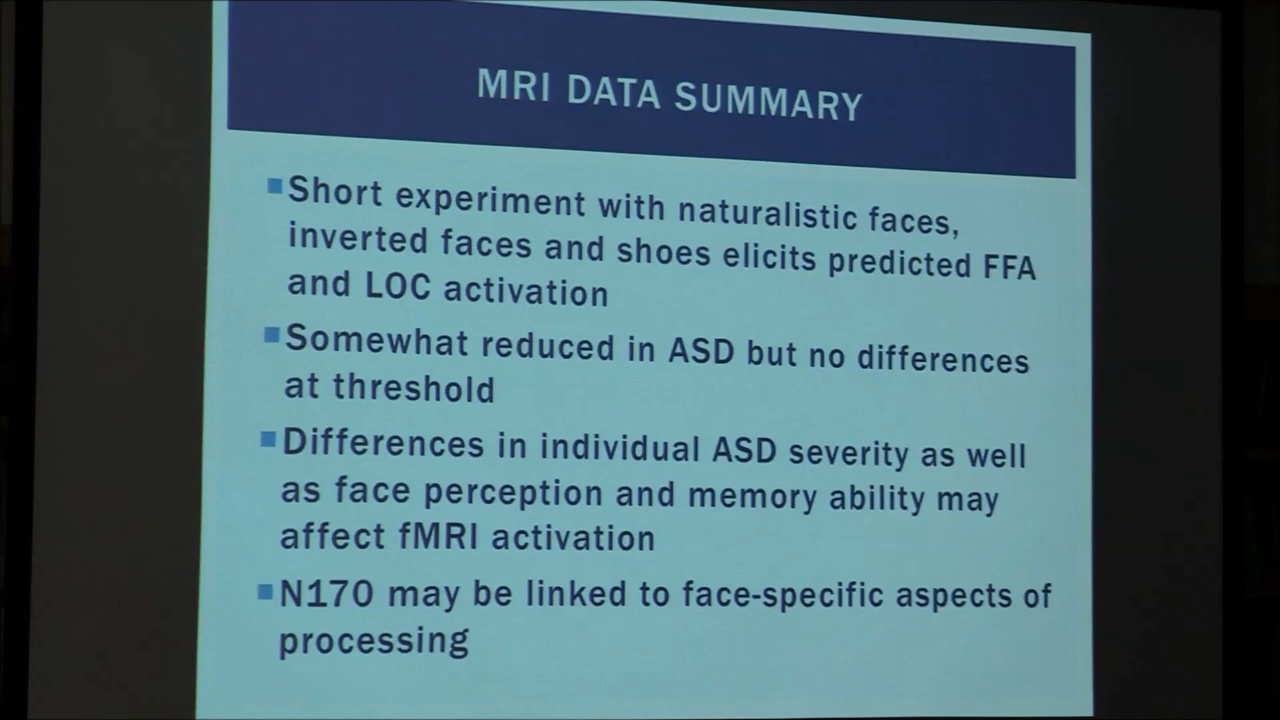 MRI DATA SUMMARY
Short experiment with naturalistic faces,
inverted faces and shoes elicits predicted FFA
and LOC activation
Somewhat reduced in ASD but no differences
at threshold
Differences in individual ASD severity as well
as face perception and memory ability may
affect fMRI activation
N170 may be linked to face-specific aspects of
processing